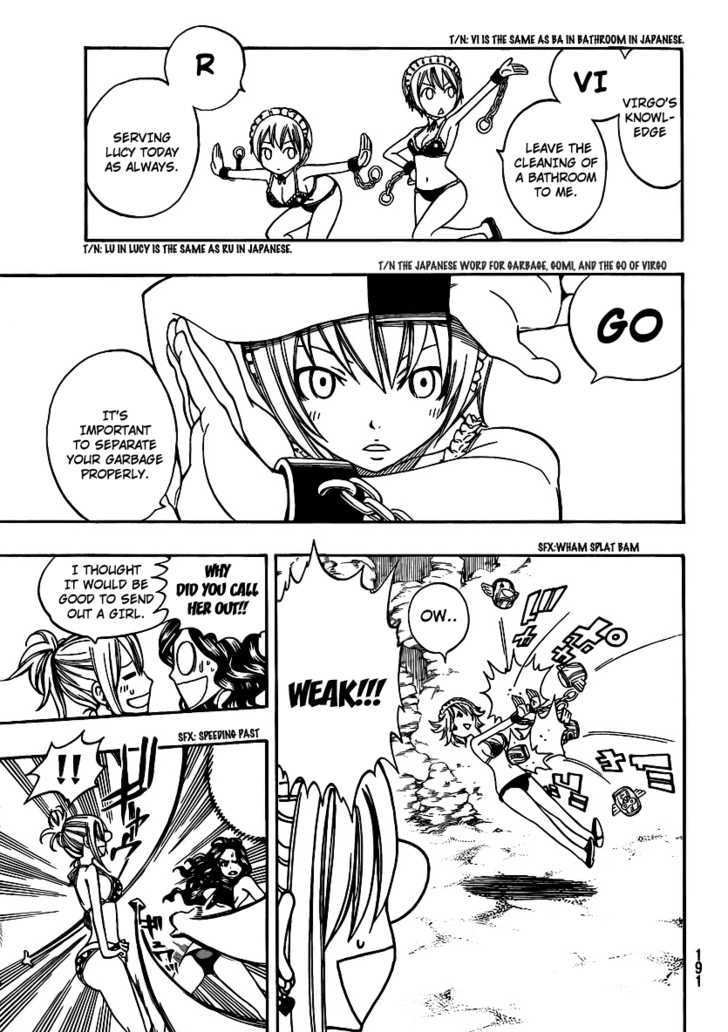 T/N: VI IS THE SAME AS BA IN BATHROOM IN JAPANESE.
VIRGO'S
KNOWL-
EDGE
VI
LEAVE THE
CLEANING OF
A BATHROOM
TO ME.
R
SERVING
LUCY TODAY
AS ALWAYS.
T/N: LU IN LUCY IS THE SAME AS RU IN JAPANESE.
T/N THE JAPANESE WORD FOR GARBAGE, GOMI, AND THE GO OF VIRGO
GO
IT'S
IMPORTANT
TO SEPARATE
YOUR GARBAGE
PROPERLY.
SFX:WHAM SPLAT BAM
OW..
WEAK!!!
WHY
DID YOU CALL
HER OUT!!
I THOUGHT
IT WOULD BE
GOOD TO SEND
OUT A GIRL.
SFX: SPEEDING PAST
!!
191